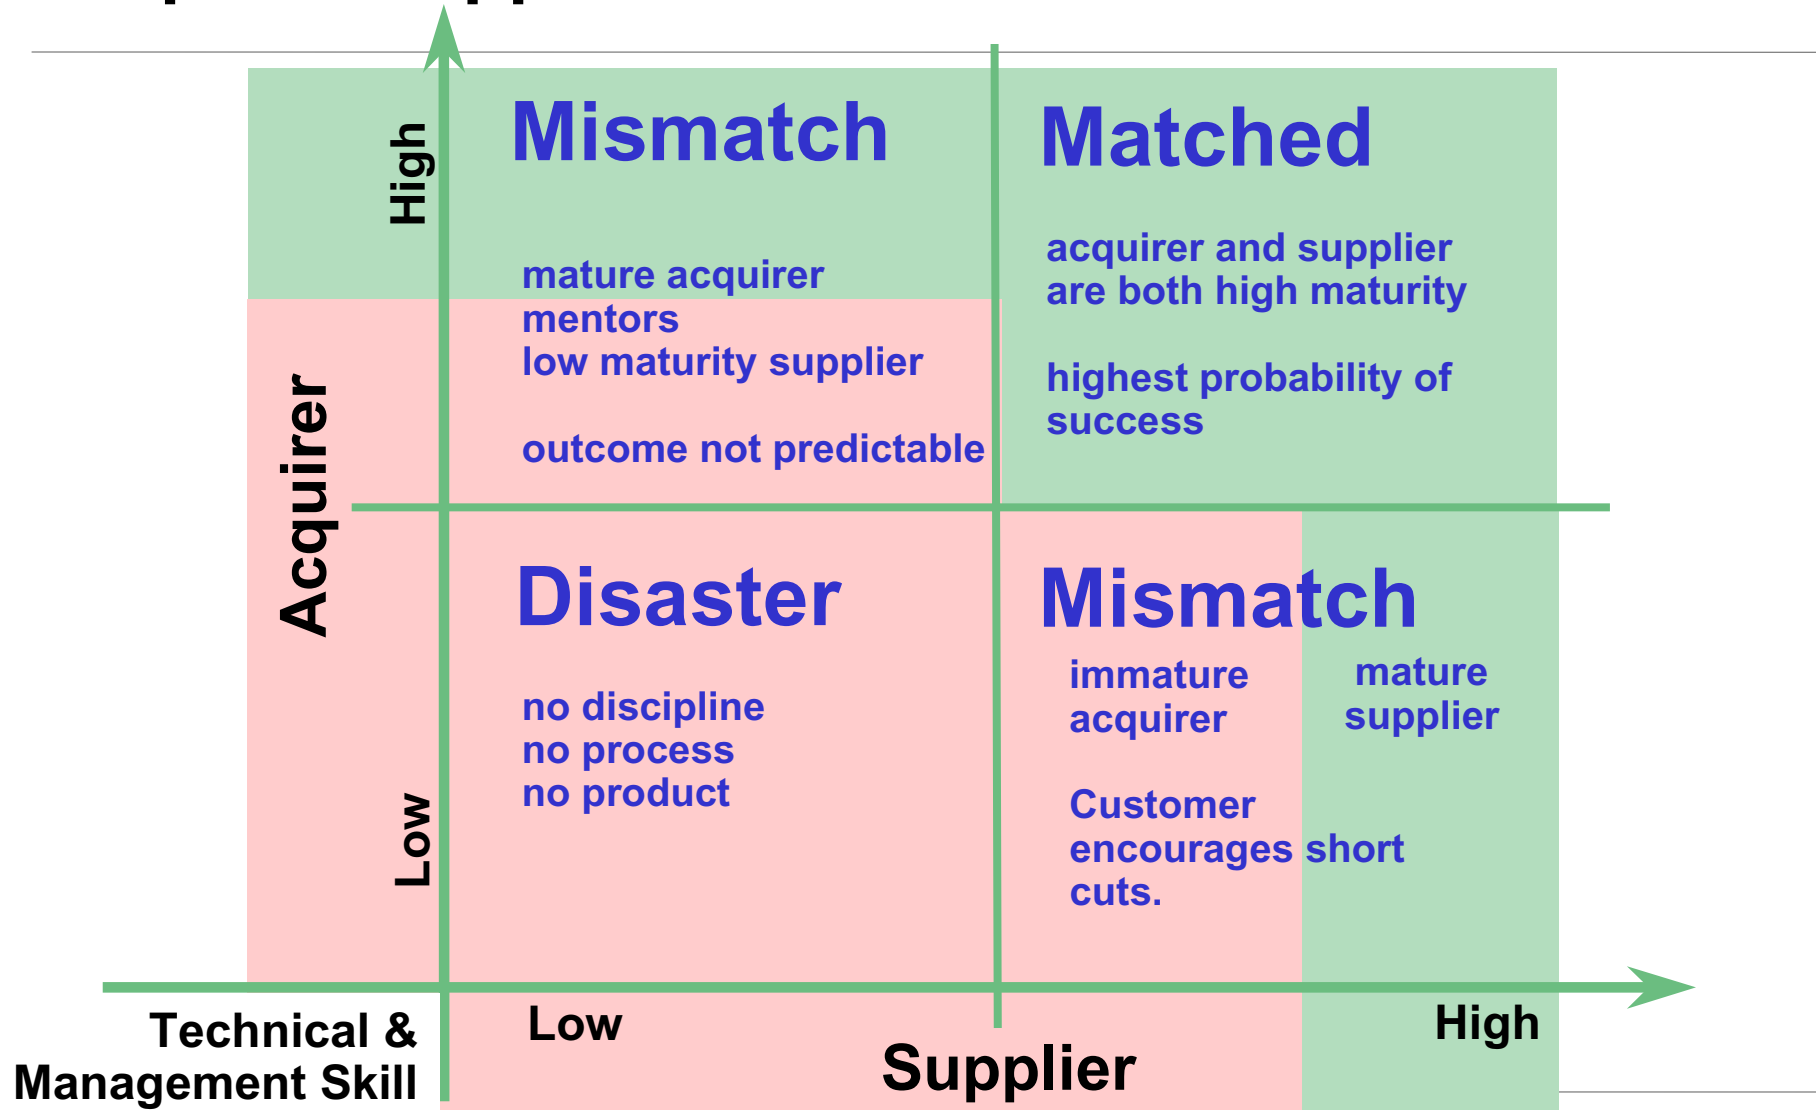 High
Mismatch
mature acquirer
mentors
low maturity supplier
outcome not predictable
Matched
acquirer and supplier
are both high maturity
highest probability of
success
Acquirer
Low
Disaster
no discipline
no process
no product
Mismatch
immature
acquirer
mature
supplier
Customer
encourages short
cuts.
Technical &
Management Skill
Low
Supplier
High